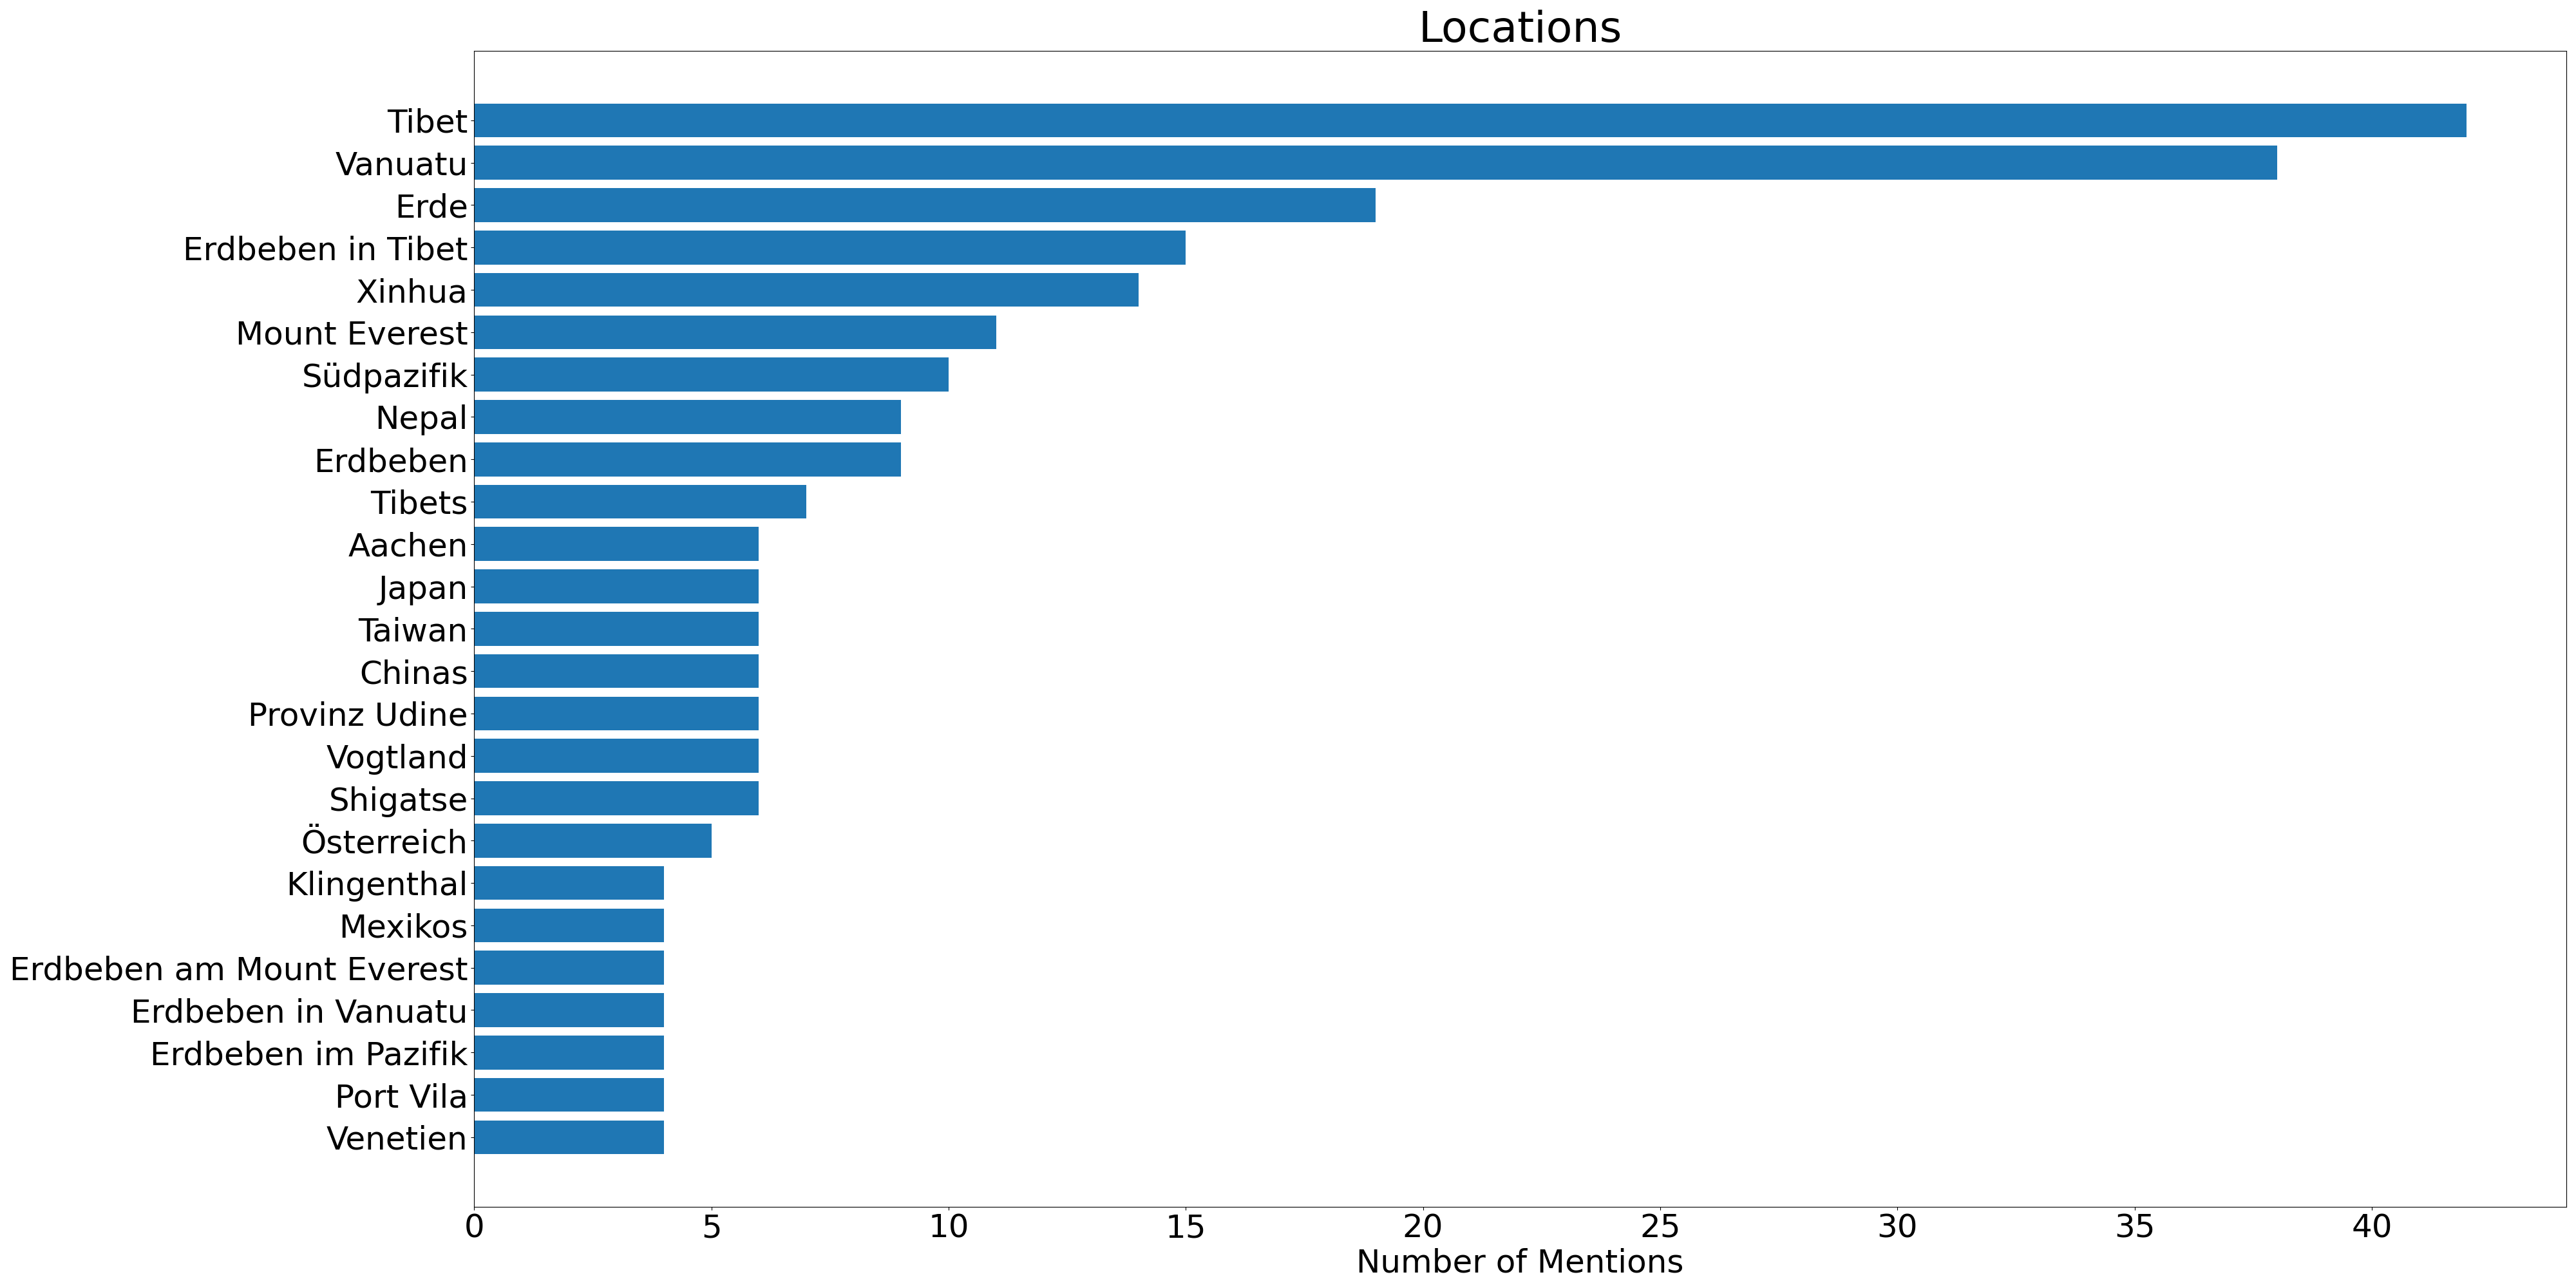 Locations
Tibet
Vanuatu
Erde
Erdbeben in Tibet
Xinhua
Mount Everest
Südpazifik
Nepal
Erdbeben
Tibets
Aachen
Japan
Taiwan
Chinas
Provinz Udine
Vogtland
Shigatse
Österreich
Klingenthal
Mexikos
Erdbeben am Mount Everest
Erdbeben in Vanuatu
Erdbeben im Pazifik
Port Vila
Venetien
0 5 10 15 20 25 30 35 40
Number of Mentions